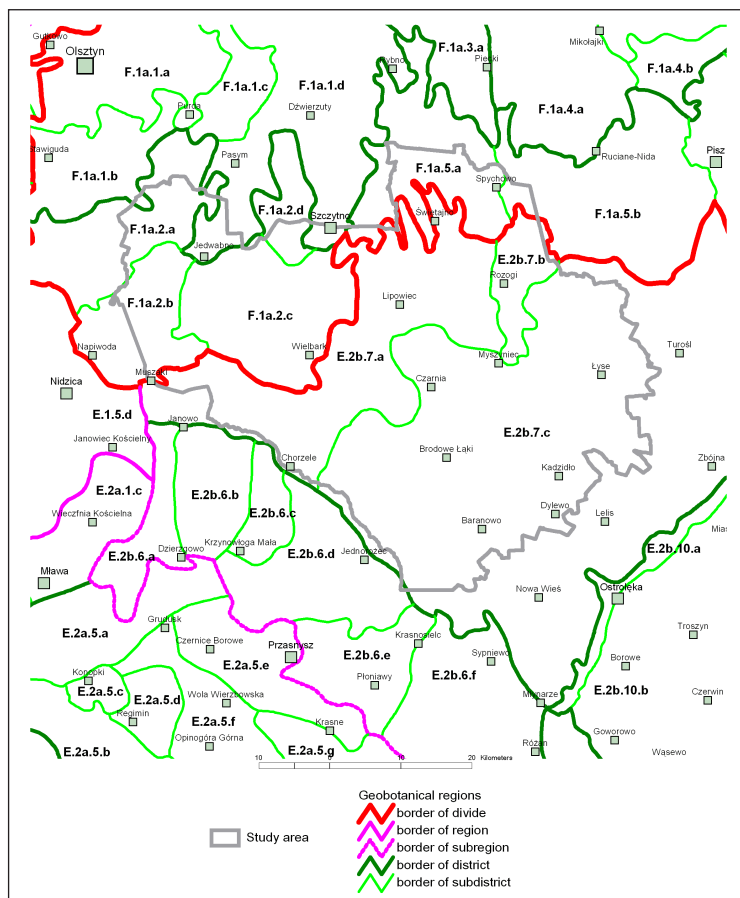 Gutkowo
Olsztyn
F.1a.1.a
F.1a.1.c
F.1a.1.d
F.1a.3.a
Rybno
Piecki
Mikołajki
F.1a.4.b
F.1a.4.a
Purda
Dźwierzuty
Pasym
F.1a.1.b
Ruciane-Nida
Pisz
F.1a.5.a
Spychowo
F.1a.5.b
F.1a.2.a
F.1a.2.d
Szczytno
Świętajno
Jedwabno
E.2b.7.b
Rozogi
F.1a.2.b
F.1a.2.c
Lipowiec
Napiwoda
Wielbark
E.2b.7.a
Myszyniec
Turośl
Nidzica
Muszaki
Czarnia
Łyse
E.1.5.d
Janowo
E.2b.7.c
Janowiec Kościelny
Chorzele
Brodowe Łąki
Kadzidło
Zbójna
E.2a.1.c
E.2b.6.b
E.2b.6.c
Wieczfnia Kościelna
Dylewo
Lelis
Baranowo
E.2b.6.a
Dzierzgowo
Krzynowłoga Mała
E.2b.6.d
Jednorożec
E.2b.10.a
Mława
Nowa Wieś
Ostrołęka
E.2a.5.a
Grudusk
Czernice Borowe
Przasnysz
E.2b.6.e
Krasnosielc
Troszyn
E.2a.5.e
Sypniewo
Borowe
Konopki
E.2a.5.c
E.2a.5.d
Płoniawy
E.2b.6.f
E.2b.10.b
Regimin
Wola Wierzbowska
Młynarze
Czerwin
E.2a.5.f
Krasne
E.2a.5.b
Opinogóra Górna
E.2a.5.g
Różan
Goworowo
Wąsewo
10 0 10 20 Kilometers
Geobotanical regions
border of divide
border of region
border of subregion
border of district
border of subdistrict
Study area